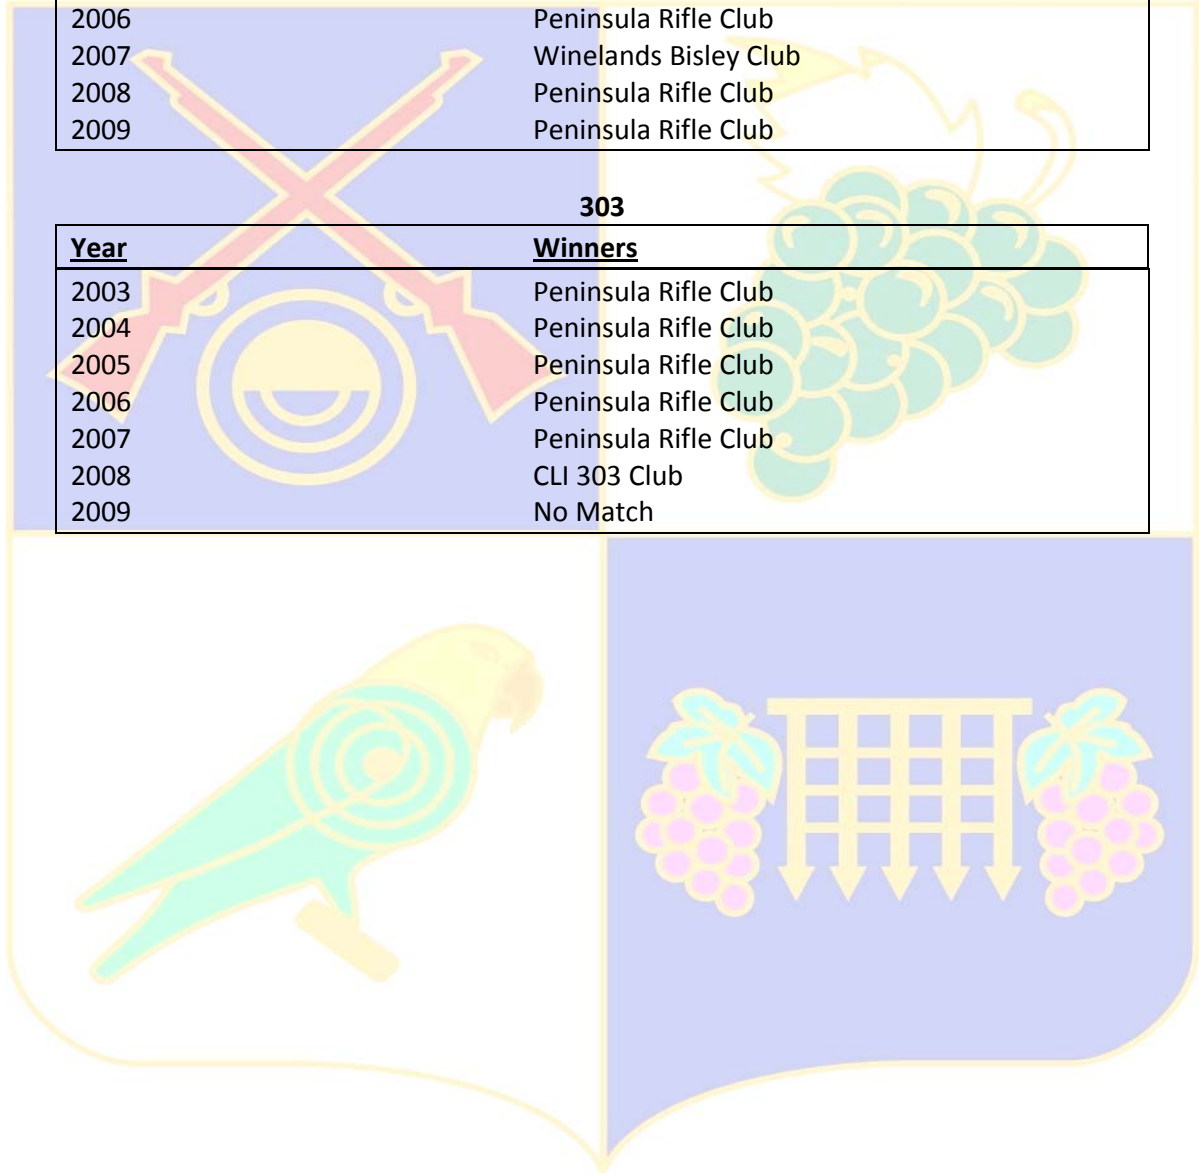 2006 Peninsula Rifle Club
2007 Winelands Bisley Club
2008 Peninsula Rifle Club
2009 Peninsula Rifle Club
303
Year Winners
2003 Peninsula Rifle Club
2004 Peninsula Rifle Club
2005 Peninsula Rifle Club
2006 Peninsula Rifle Club
2007 Peninsula Rifle Club
2008 CLI 303 Club
2009 No Match